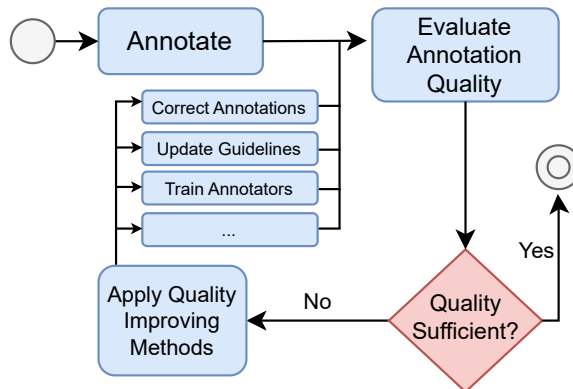 Annotate
Evaluate
Annotation
Quality
Correct Annotations
Update Guidelines
Train Annotators
...
Yes
Apply Quality
Improving
Methods
No
Quality
Sufficient?